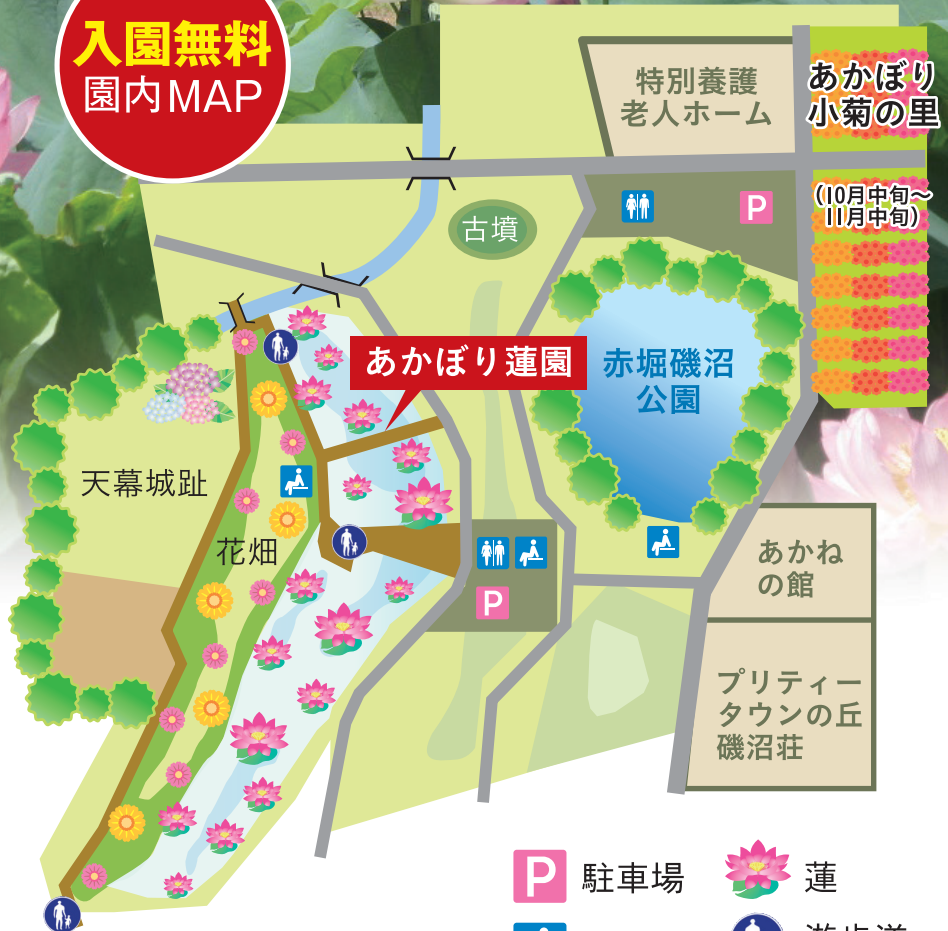 入園無料
園内MAP
特別養護
老人ホーム
あかぼり
小菊の里
(10月中旬～
11月中旬)
P
古墳
あかぼり蓮園
赤堀磯沼
公園
天幕城趾
花畑
P
あかね
の館
プリティー
タウンの丘
磯沼荘
P 駐車場
蓮
遊歩道